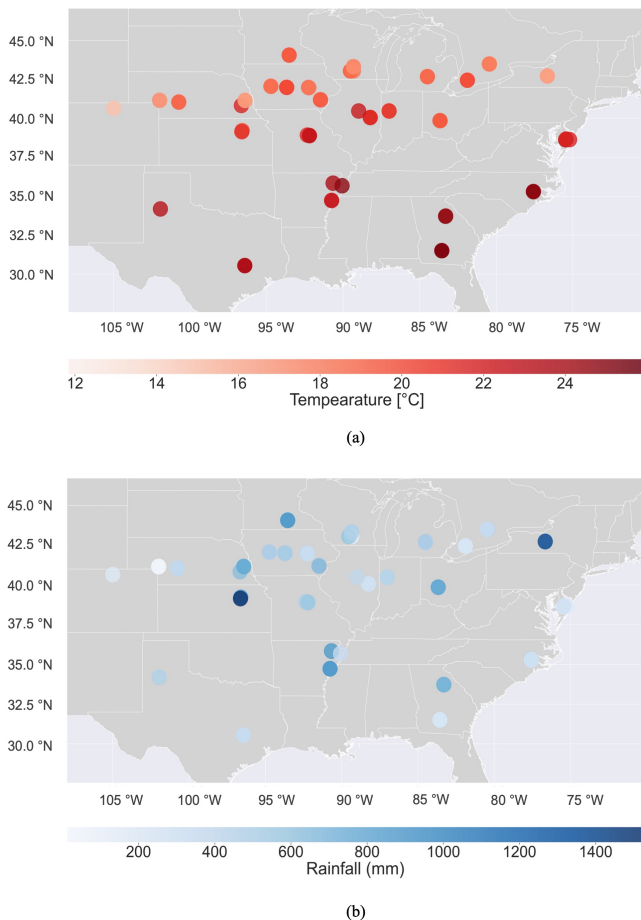 45.0 °N
42.5 °N
40.0 °N
37.5 °N
35.0 °N
32.5 °N
30.0 °N
105 °W 100 °W 95 °W 90 °W 85 °W 80 °W 75 °W
12 14 16 18 20 22 24
Tempearature [°C]
(a)
45.0 °N
42.5 °N
40.0 °N
37.5 °N
35.0 °N
32.5 °N
30.0 °N
105 °W 100 °W 95 °W 90 °W 85 °W 80 °W 75 °W
200 400 600 800 1000 1200 1400
Rainfall (mm)
(b)